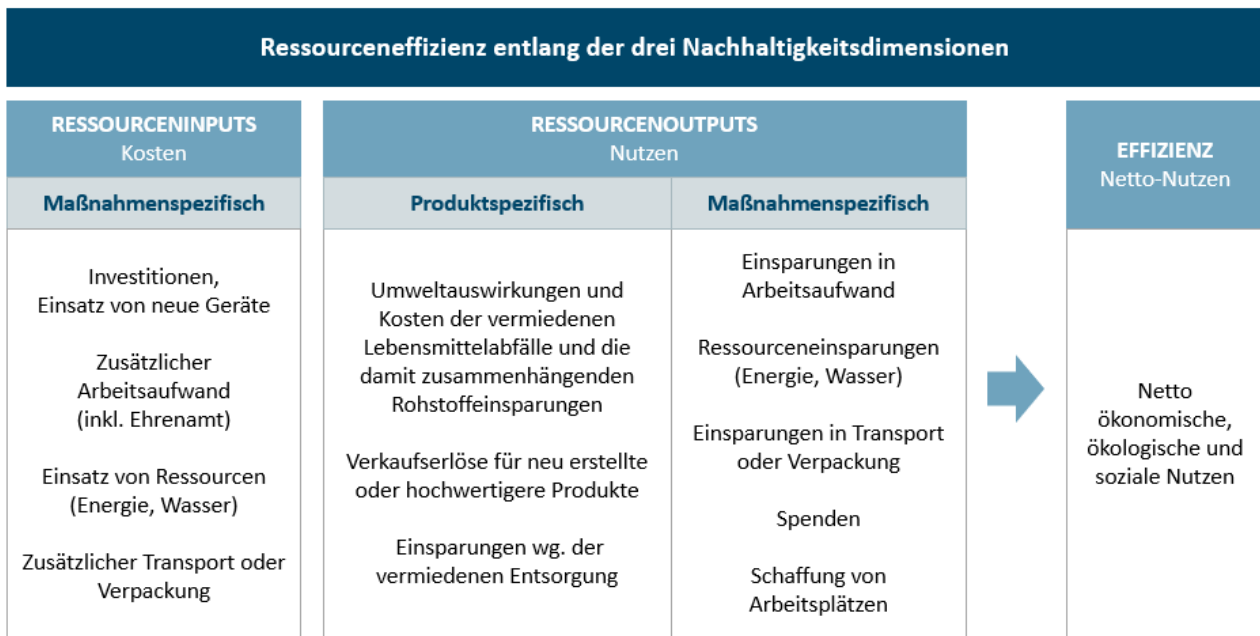 Ressourceneffizienz entlang der drei Nachhaltigkeitsdimensionen
RESSOURCENINPUTS
Kosten
Maßnahmenspezifisch
Investitionen,
Einsatz von neue Geräte
Zusätzlicher
Arbeitsaufwand
(inkl. Ehrenamt)
Einsatz von Ressourcen
(Energie, Wasser)
Zusätzlicher Transport oder
Verpackung
RESSOURCENOUTPUTS
Nutzen
Produktspezifisch
Umweltauswirkungen und
Kosten der vermiedenen
Lebensmittelabfälle und die
damit zusammenhängenden
Rohstoffeinsparungen
Verkaufserlöse für neu erstellte
oder hochwertigere Produkte
Einsparungen wg. der
vermiedenen Entsorgung
Maßnahmenspezifisch
Einsparungen in
Arbeitsaufwand
Ressourceneinsparungen
(Energie, Wasser)
Einsparungen in Transport
oder Verpackung
Spenden
Schaffung von
Arbeitsplätzen
EFFIZIENZ
Netto-Nutzen
Netto
ökonomische,
ökologische und
soziale Nutzen